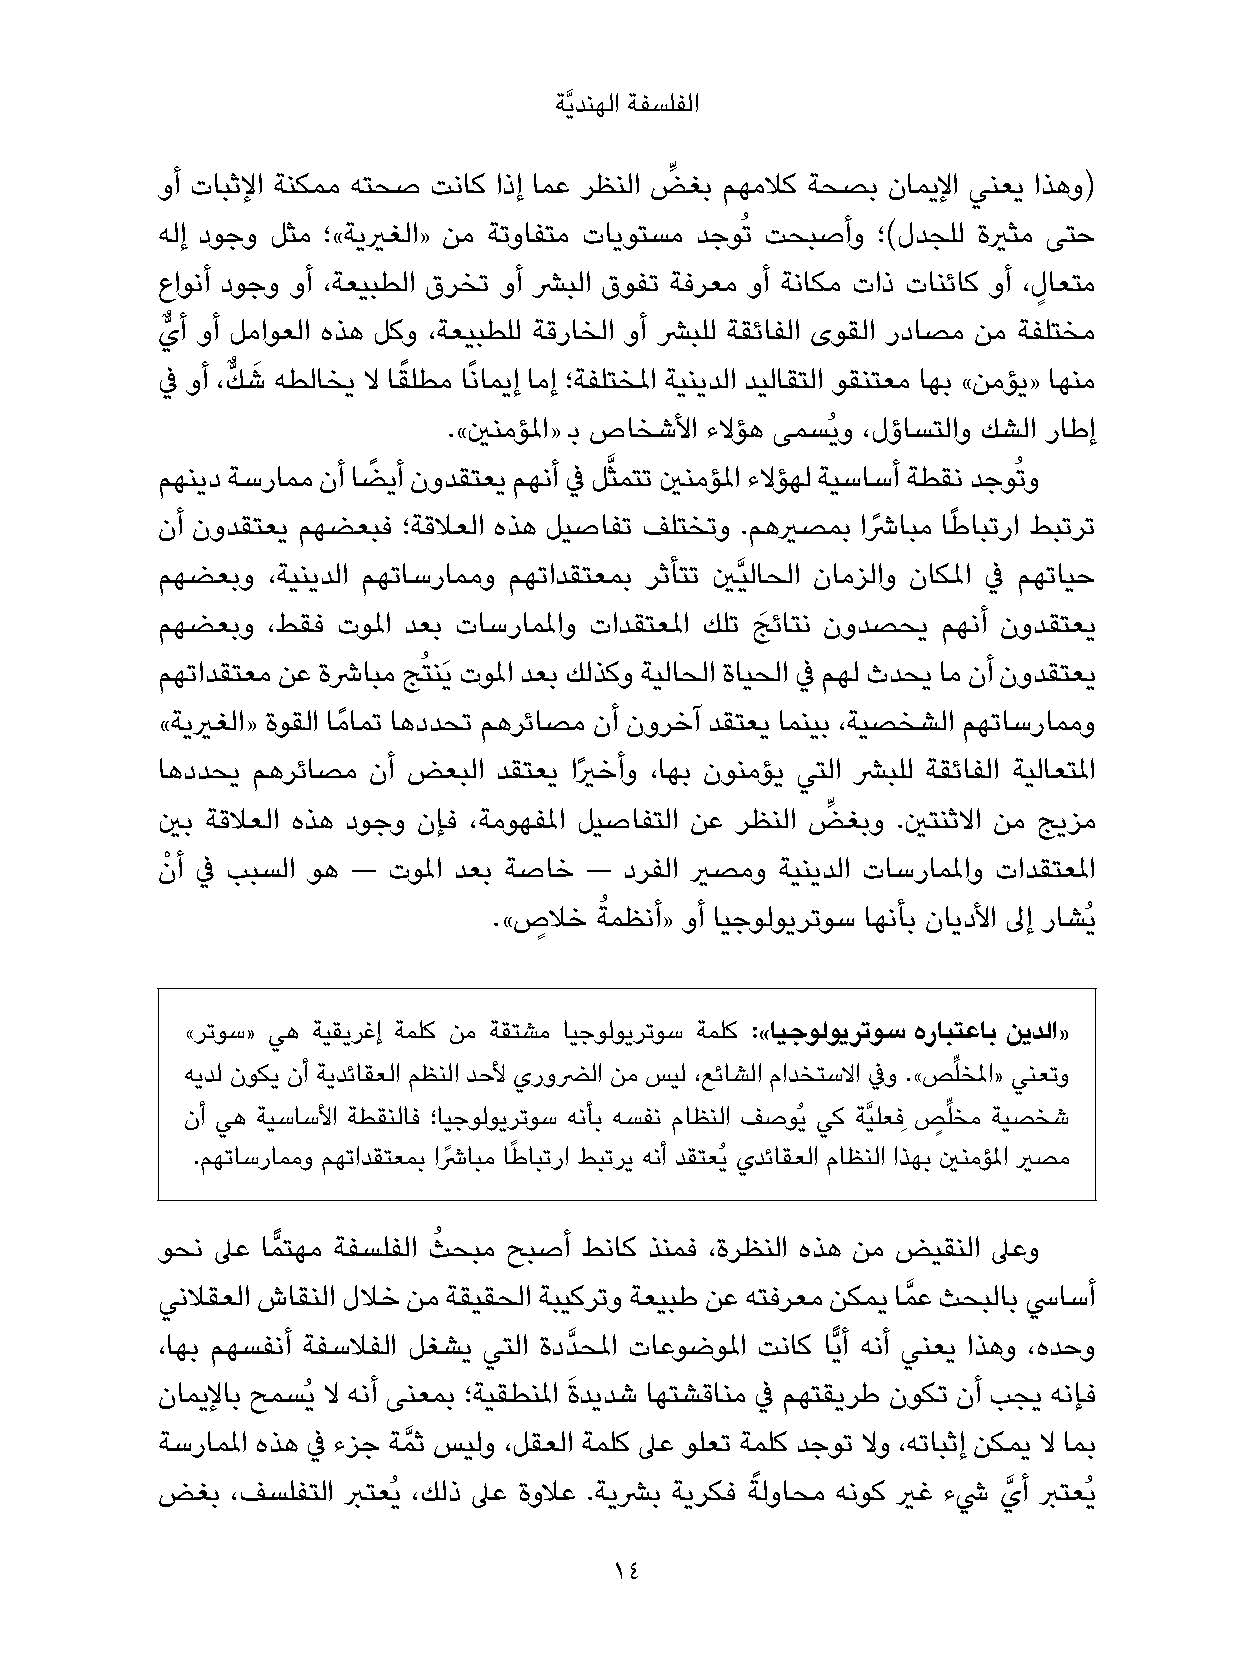 الفلسفة الهنديَّة
(وهذا يعني الإيمان بصحة كلامهم بغضِّ النظر عما إذا كانت صحته ممكنة الإثبات أو
حتى مثيرة للجدل)؛ وأصبحت تُوجد مستويات متفاوتة من «الغيرية»؛ مثل وجود إله
متعالٍ، أو كائنات ذات مكانة أو معرفة تفوق البشر أو تخرق الطبيعة، أو وجود أنواع
مختلفة من مصادر القوى الفائقة للبشر أو الخارقة للطبيعة، وكل هذه العوامل أو أيٌّ
منها «يؤمن» بها معتنقو التقاليد الدينية المختلفة؛ إما إيمانًا مطلقًا لا يخالطه شَكٌّ، أو في
إطار الشك والتساؤل، ويُسمى هؤلاء الأشخاص بـ «المؤمنين».
وتُوجد نقطة أساسية لهؤلاء المؤمنين تتمثَّل في أنهم يعتقدون أيضًا أن ممارسة دينهم
ترتبط ارتباطًا مباشرًا بمصيرهم. وتختلف تفاصيل هذه العلاقة؛ فبعضهم يعتقدون أن
حياتهم في المكان والزمان الحاليَّين تتأثر بمعتقداتهم وممارساتهم الدينية، وبعضهم
يعتقدون أنهم يحصدون نتائجَ تلك المعتقدات والممارسات بعد الموت فقط، وبعضهم
يعتقدون أن ما يحدث لهم في الحياة الحالية وكذلك بعد الموت يَنتُج مباشرة عن معتقداتهم
وممارساتهم الشخصية، بينما يعتقد آخرون أن مصائرهم تحددها تمامًا القوة «الغيرية»
المتعالية الفائقة للبشر التي يؤمنون بها، وأخيرًا يعتقد البعض أن مصائرهم يحددها
مزيج من الاثنتين. وبغضِّ النظر عن التفاصيل المفهومة، فإن وجود هذه العلاقة بين
المعتقدات والممارسات الدينية ومصير الفرد — خاصة بعد الموت — هو السبب في أنْ
يُشار إلى الأديان بأنها سوتريولوجيا أو «أنظمةُ خلاصٍ».
«الدين باعتباره سوتريولوجيا»: كلمة سوتريولوجيا مشتقة من كلمة إغريقية هي «سوتر»
وتعني «المخلِّص». وفي الاستخدام الشائع، ليس من الضروري لأحد النظم العقائدية أن يكون لديه
شخصية مخلِّصٍ فِعليَّة كي يُوصف النظام نفسه بأنه سوتريولوجيا؛ فالنقطة الأساسية هي أن
مصير المؤمنين بهذا النظام العقائدي يُعتقد أنه يرتبط ارتباطًا مباشرًا بمعتقداتهم وممارساتهم.
وعلى النقيض من هذه النظرة، فمنذ كانط أصبح مبحثُ الفلسفة مهتمًّا على نحو
أساسي بالبحث عمَّا يمكن معرفته عن طبيعة وتركيبة الحقيقة من خلال النقاش العقلاني
وحده، وهذا يعني أنه أيًّا كانت الموضوعات المحدَّدة التي يشغل الفلاسفة أنفسهم بها،
فإنه يجب أن تكون طريقتهم في مناقشتها شديدةَ المنطقية؛ بمعنى أنه لا يُسمح بالإيمان
بما لا يمكن إثباته، ولا توجد كلمة تعلو على كلمة العقل، وليس ثمَّة جزء في هذه الممارسة
يُعتبر أيَّ شيء غير كونه محاولةً فكرية بشرية. علاوة على ذلك، يُعتبر التفلسف، بغض
١٤